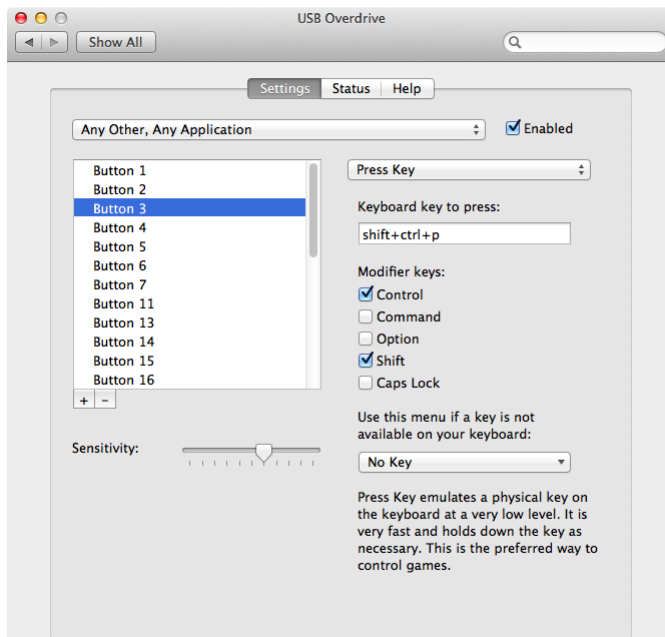 USB Overdrive
Show All
Settings Status Help
Any Other, Any Application
Enabled
Button 1
Button 2
Button 3
Button 4
Button 5
Button 6
Button 7
Button 11
Button 13
Button 14
Button 15
Button 16
+ -
Sensitivity:
Press Key
Keyboard key to press:
shift+ctrl+p
Modifier keys:
Control
Command
Option
Shift
Caps Lock
Use this menu if a key is not
available on your keyboard:
No Key
Press Key emulates a physical key on
the keyboard at a very low level. It is
very fast and holds down the key as
necessary. This is the preferred way to
control games.